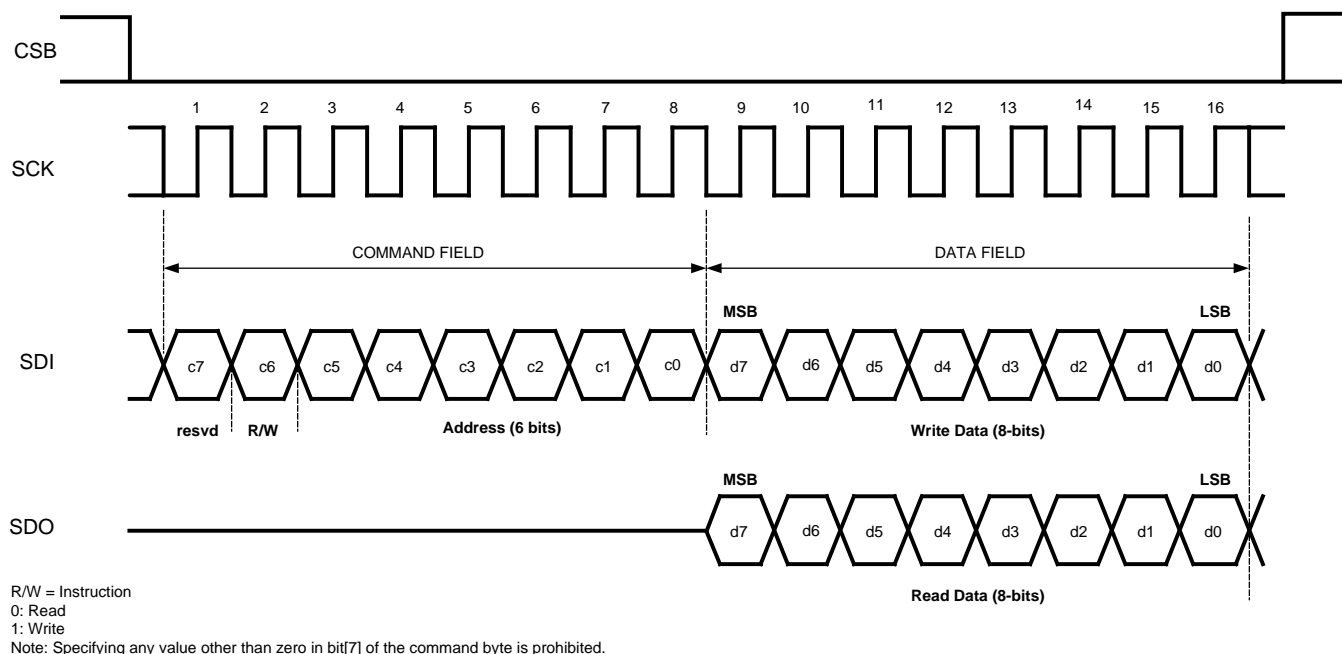 CSB
1 2 3 4 5 6 7 8 9 10 11 12 13 14 15 16
SCK
COMMAND FIELD DATA FIELD
MSB LSB
SDI c7 c6 c5 c4 c3 c2 c1 c0 d7 d6 d5 d4 d3 d2 d1 d0
resvd R/W Address (6 bits) Write Data (8-bits)
MSB LSB
SDO d7 d6 d5 d4 d3 d2 d1 d0
R/W = Instruction
Read Data (8-bits)
0: Read
1: Write
Note: Specifying any value other than zero in bit[7] of the command byte is prohibited.